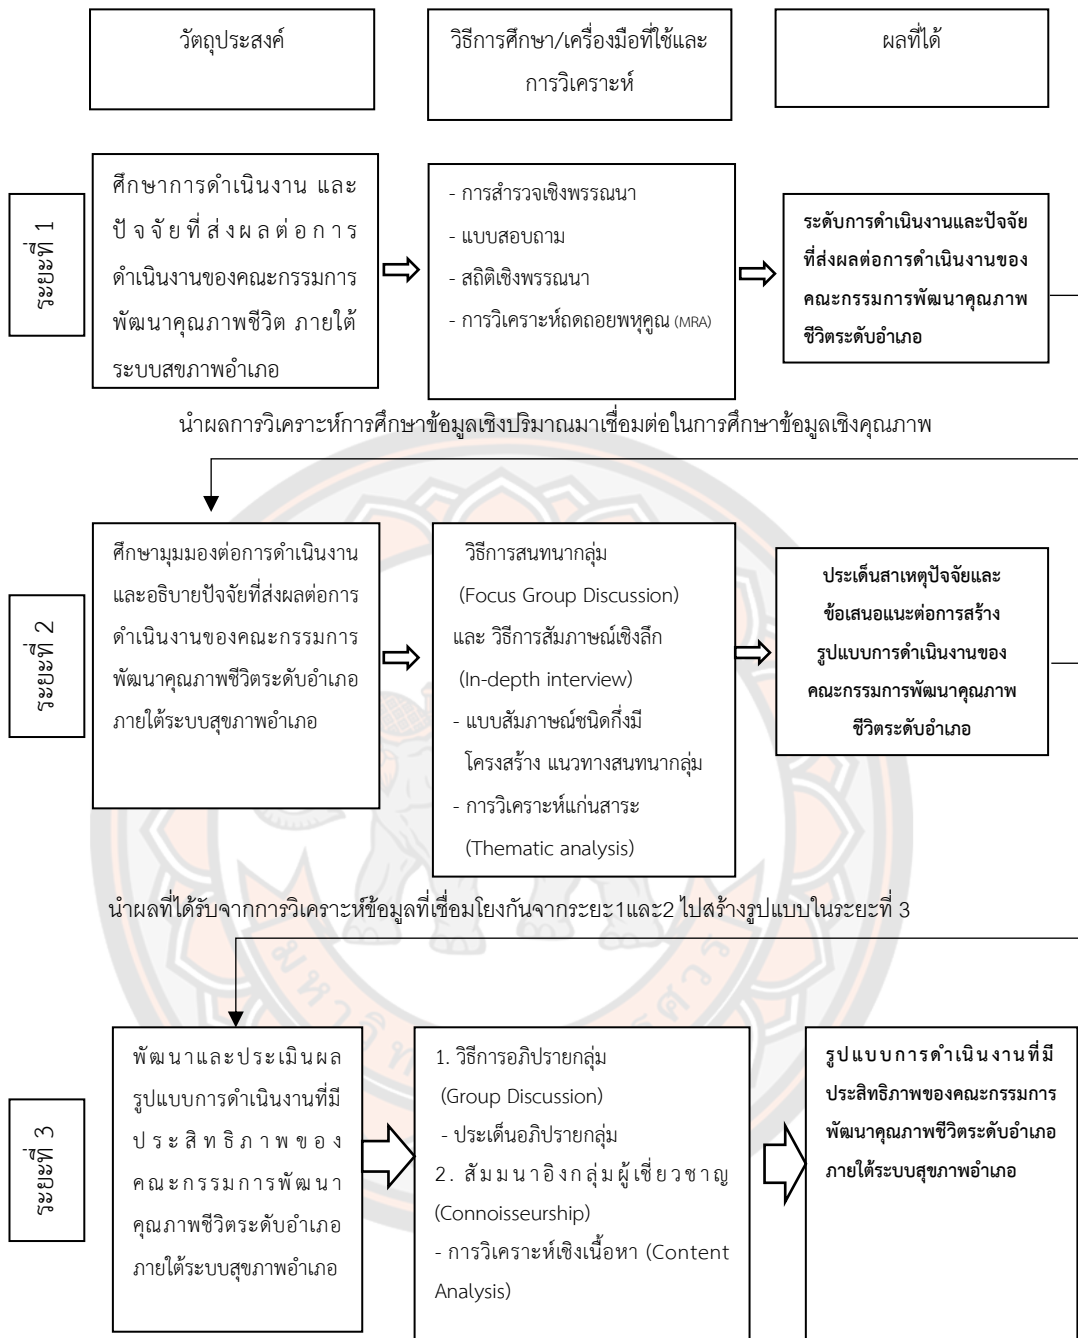 วัตถุประสงค์
วิธีการศึกษา/เครื่องมือที่ใช้และ
การวิเคราะห์
ผลที่ได้
ระยะที่ 1
ศึกษาการดำเนินงาน และ
ปัจจัยที่ส่งผลต่อการ
ดำเนินงานของคณะกรรมการ
พัฒนาคุณภาพชีวิต ภายใต้
ระบบสขภาพอำเภอ
- การสำรวจเชิงพรรณนา
- แบบสอบถาม
- สถิติเชิงพรรณนา
- การวิเคราะห์ถดถอยพหุคูณ (MRA)
ระดับการดำเนินงานและปัจจัย
ที่ส่งผลต่อการดำเนินงานของ
คณะกรรมการพัฒนาคุณภาพ
ชีวิตระดับอำเภอ
นำผลการวิเคราะห์การศึกษาข้อมูลเชิงปริมาณมาเชื่อมต่อในการศึกษาข้อมูลเชิงคุณภาพ
ระยะที่ 2
ศึกษามุมมองต่อการดำเนินงาน
และอธิบายปัจจัยที่ส่งผลต่อการ
ดำเนินงานของคณะกรรมการ
พัฒนาคุณภาพชีวิตระดับอำเภอ
ภายใต้ระบบสุขภาพอำเภอ
วิธีการสนทนากลุ่ม
(Focus Group Discussion)
และ วิธีการสัมภาษณ์เชิงลึก
(In-depth interview)
- แบบสัมภาษณ์ชนิดกึ่งมี
โครงสร้าง แนวทางสนทนากลุ่ม
- การวิเคราะห์แก่นสาระ
(Thematic analysis)
ประเด็นสาเหตุปัจจัยและ
ข้อเสนอแนะต่อการสร้าง
รูปแบบการดำเนินงานของ
คณะกรรมการพัฒนาคุณภาพ
ชีวิตระดับอำเภอ
นำผลที่ได้รับจากการวิเคราะห์ข้อมูลที่เชื่อมโยงกันจากระยะ1และ2 ไปสร้างรูปแบบในระยะที่ 3
ระยะที่ 3
พัฒนาและประเมินผล
รูปแบบการดำเนินงานที่มี
ประสิทธิภาพของ
คณะกรรมการพัฒนา
คุณภาพชีวิตระดับอำเภอ
ภายใต้ระบบสุขภาพอำเภอ
1. วิธีการอภิปรายกลุ่ม
(Group Discussion)
- ประเด็นอภิปรายกลุ่ม
2. สัมมนาอิงกลุ่มผู้เชี่ยวชาญ
(Connoisseurship)
- การวิเคราะห์เชิงเนื้อหา (Content
Analysis)
รูปแบบการดำเนินงานที่มี
ประสิทธิภาพของคณะกรรมการ
พัฒนาคุณภาพชีวิตระดับอำเภอ
ภายใต้ระบบสุขภาพอำเภอ